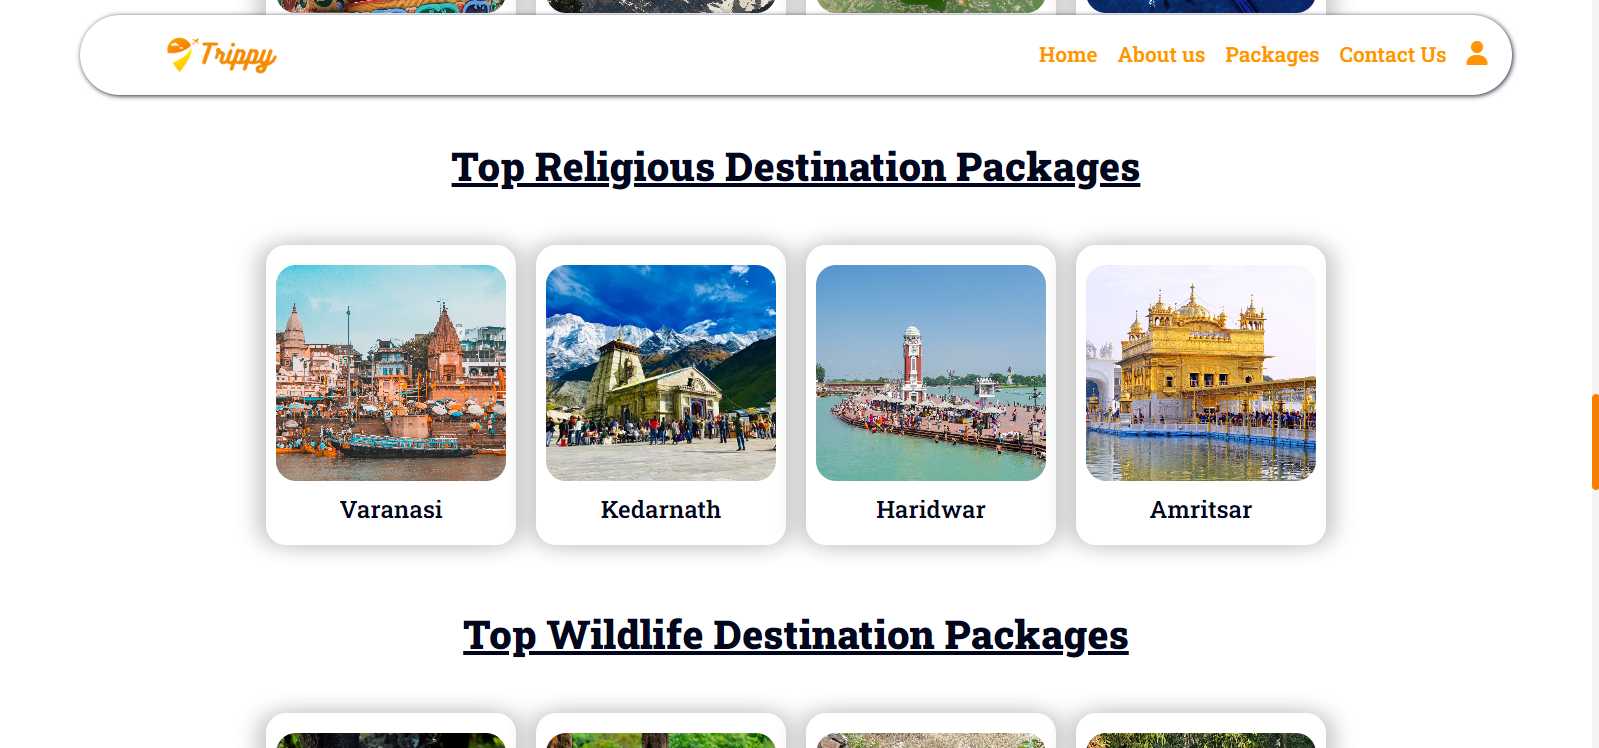 Trippy
Home About us Packages Contact Us
Top Religious Destination Packages
Varanasi Kedarnath Haridwar Amritsar
Top Wildlife Destination Packages